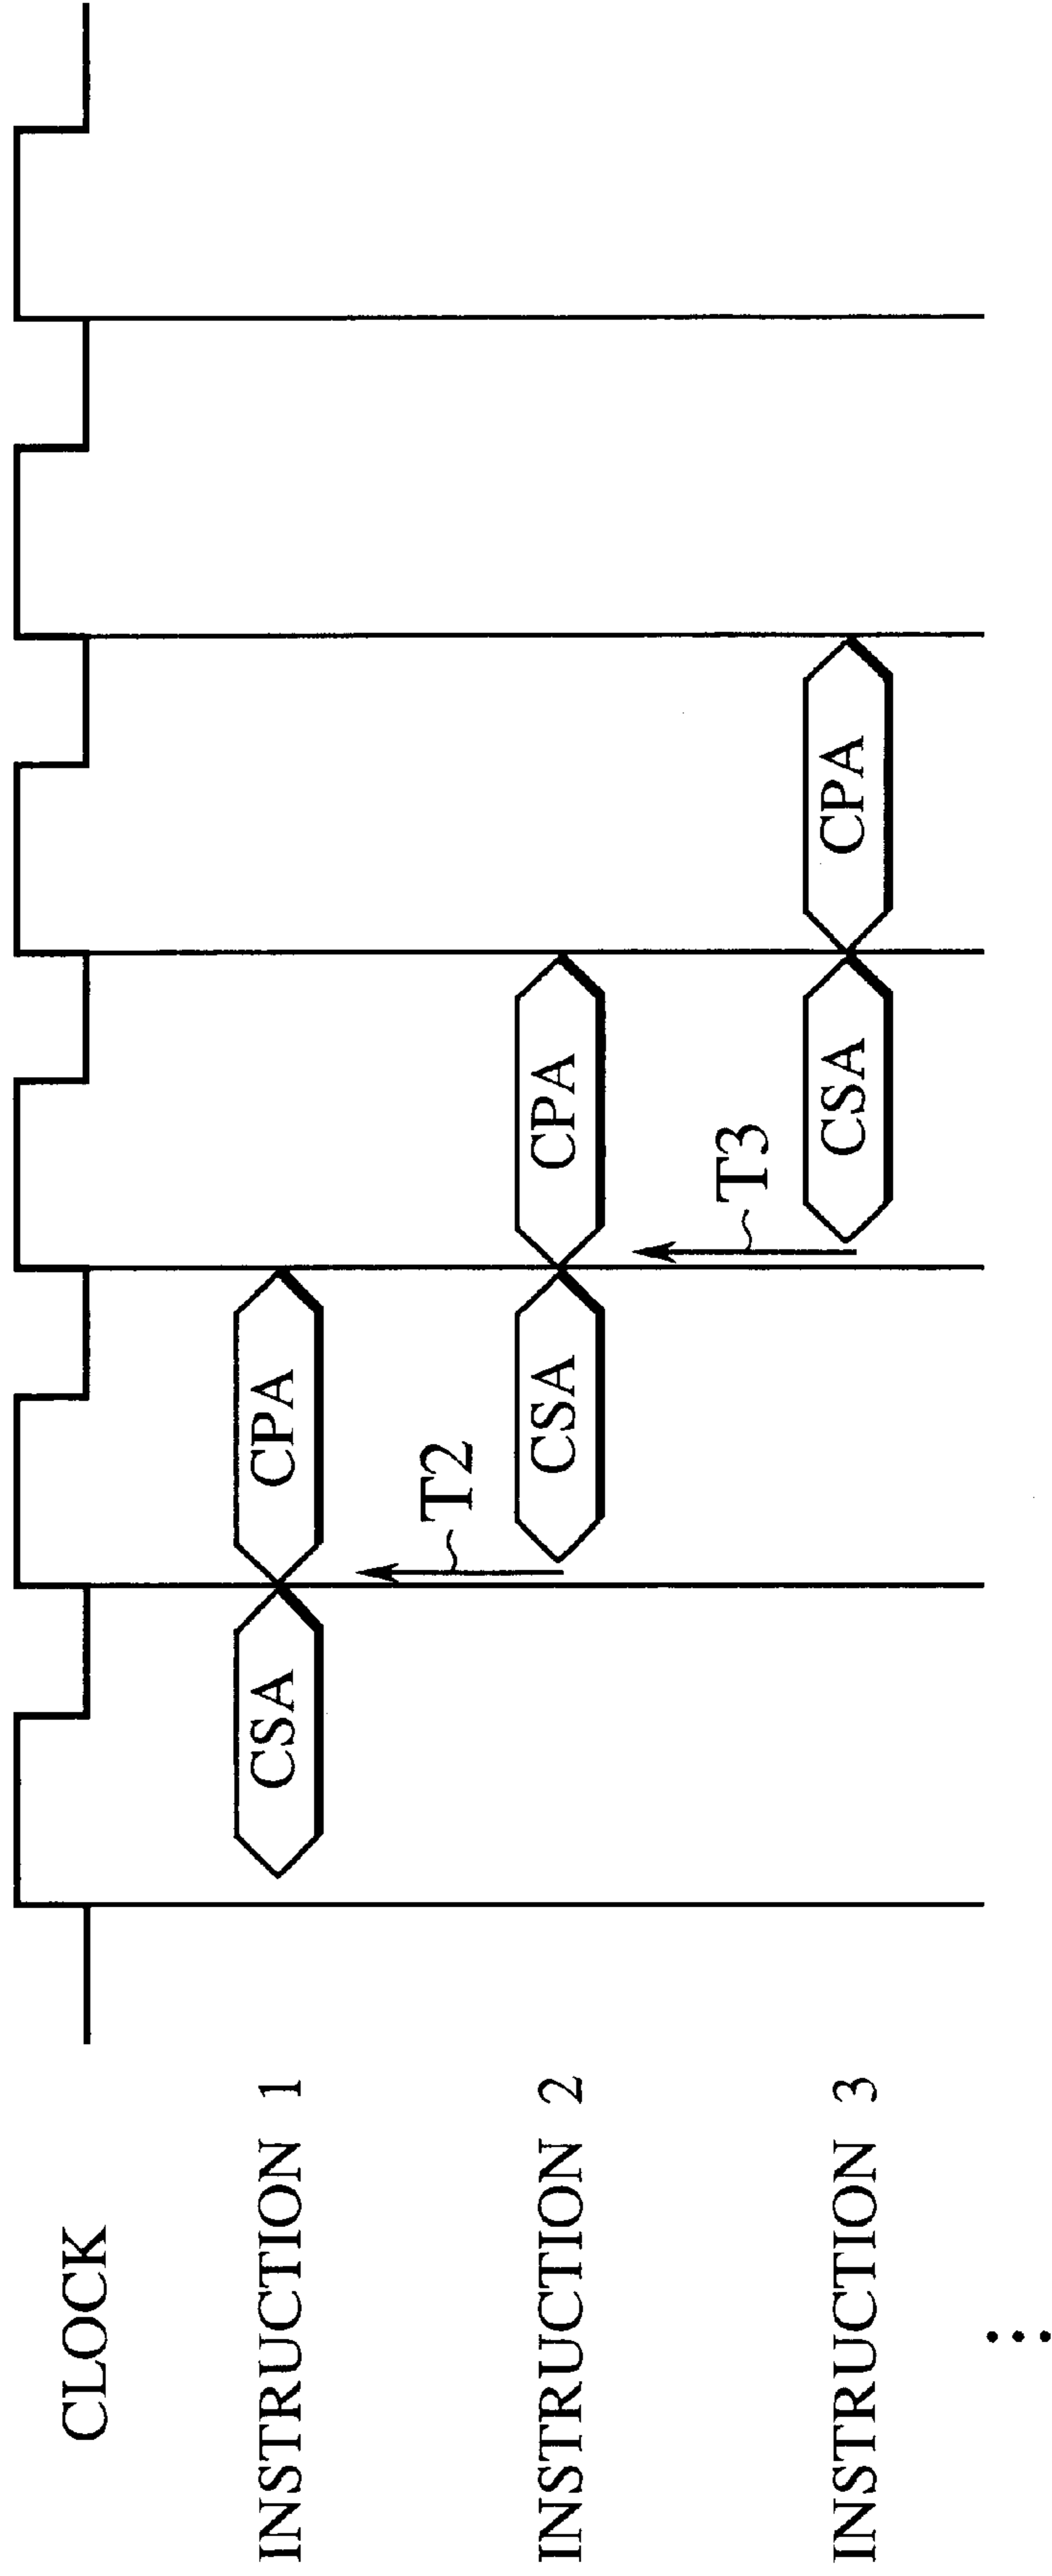 CLOCK
INSTRUCTION 1
CSA
CPA
T2
INSTRUCTION 2
CSA
CPA
T3
INSTRUCTION 3
CSA
CPA